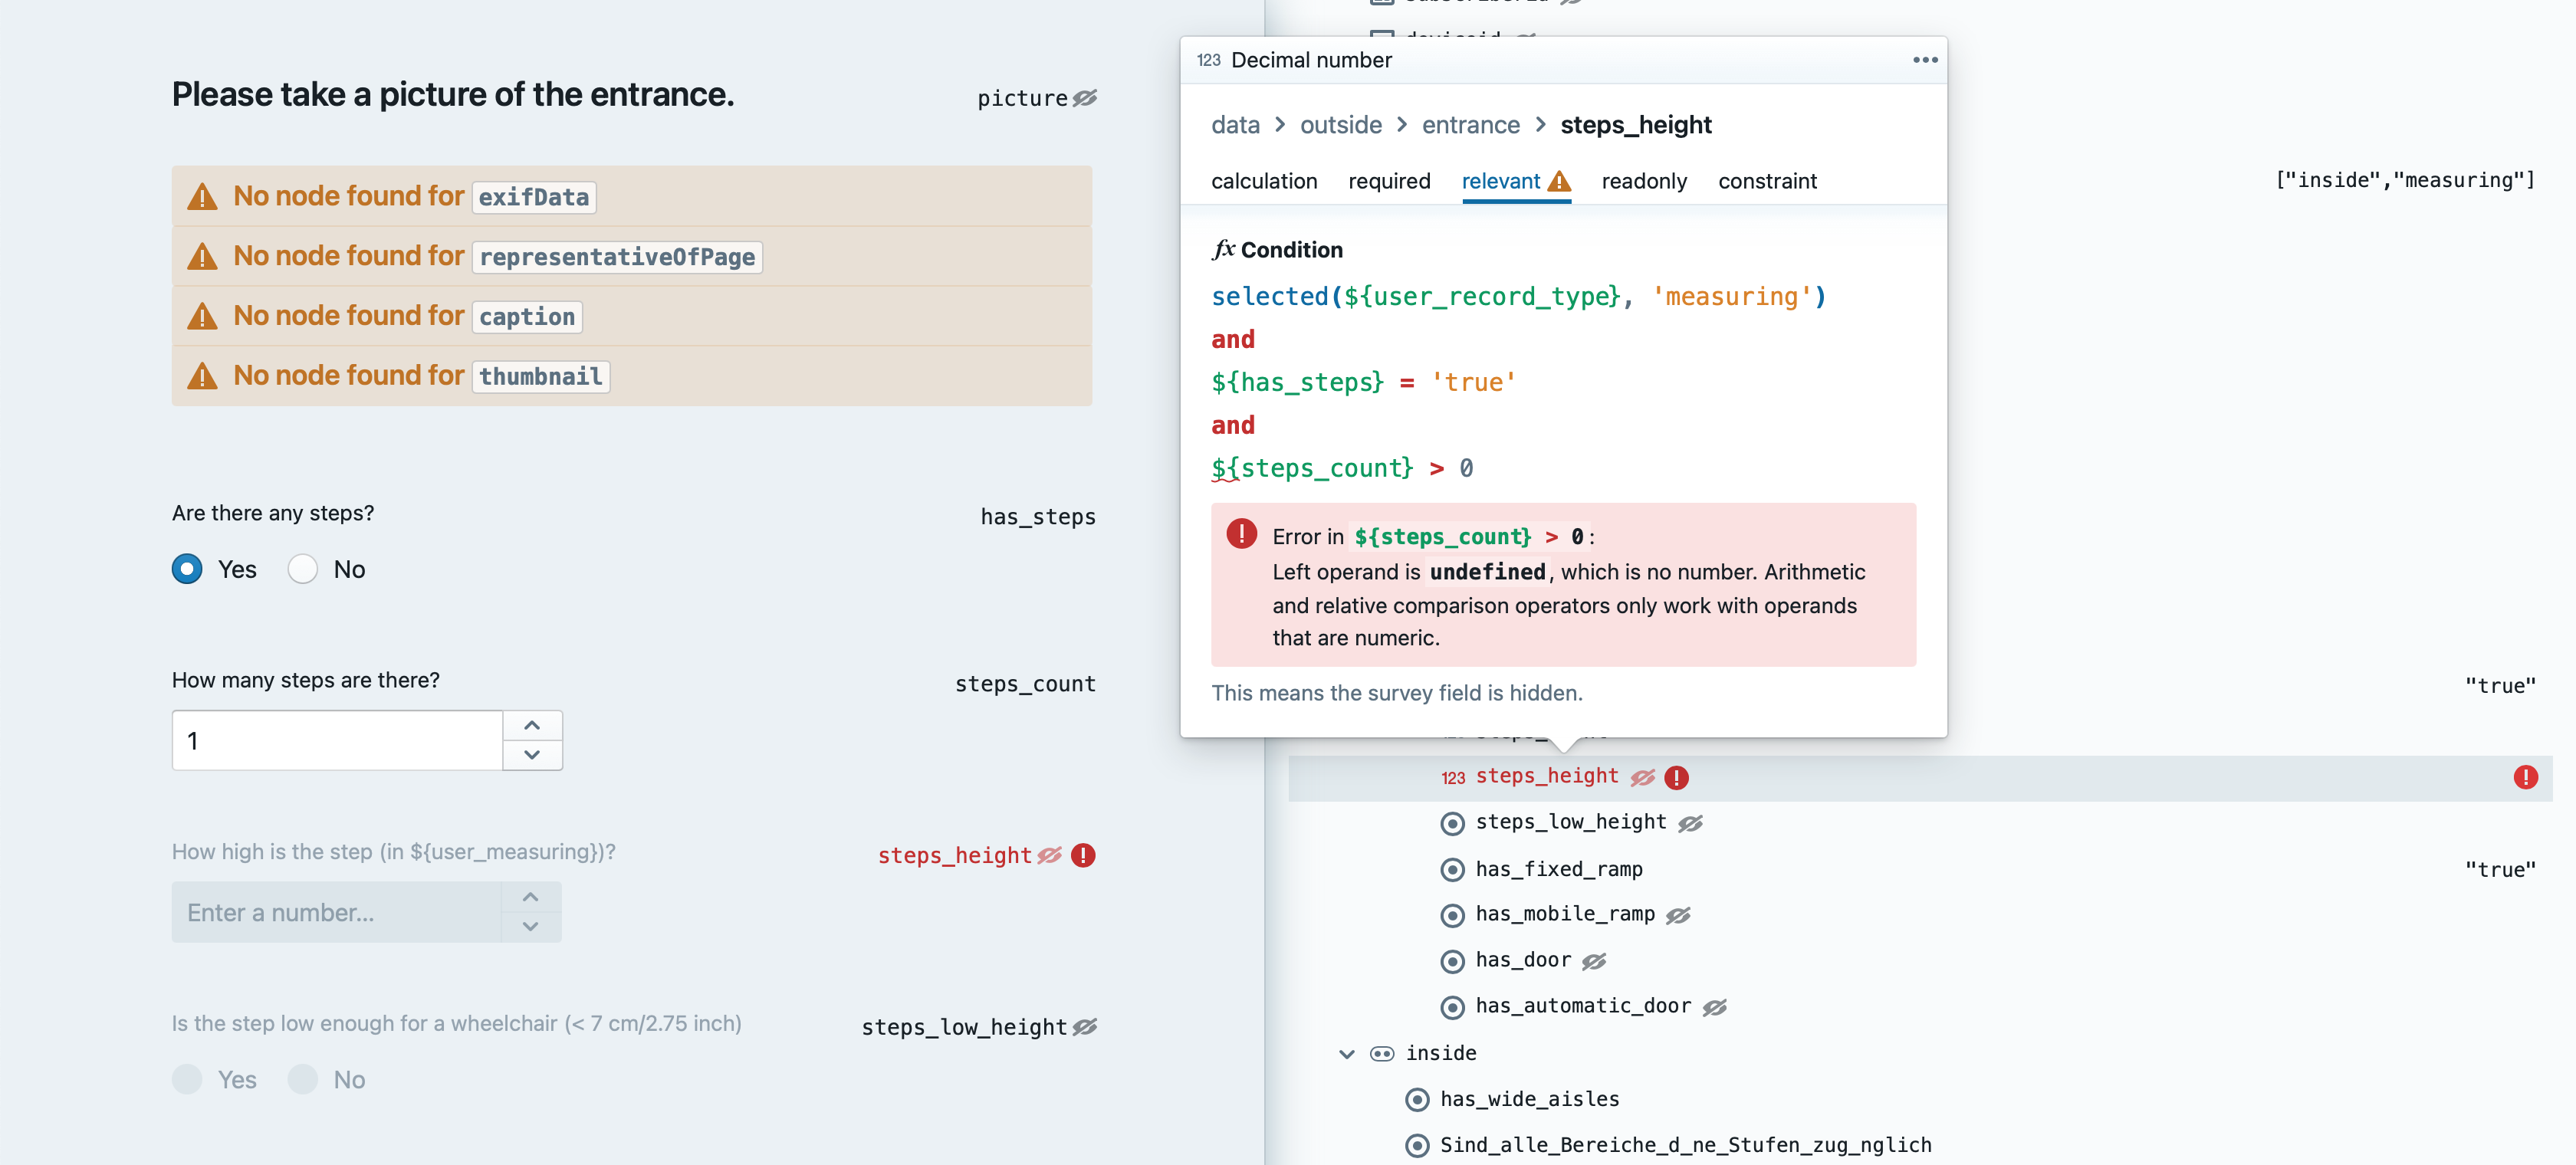 Please take a picture of the entrance.
picture
No node found for exifData
No node found for representativeOfPage
No node found for caption
No node found for thumbnail
Are there any steps?
has_steps
Yes
No
How many steps are there?
steps_count
1
How high is the step (in ${user_measuring})?
steps_height
Enter a number...
Is the step low enough for a wheelchair (< 7 cm/2.75 inch)
steps_low_height
Yes
No
123 Decimal number
data > outside > entrance > steps_height
calculation required relevant readonly constraint
fx Condition
selected(${user_record_type}, 'measuring')
and
${has_steps} = 'true'
and
${steps_count} > 0
Error in ${steps_count} > 0:
Left operand is undefined, which is no number. Arithmetic
and relative comparison operators only work with operands
that are numeric.
This means the survey field is hidden.
["inside","measuring"]
"true"
123 steps_height
steps_low_height
has_fixed_ramp
"true"
has_mobile_ramp
has_door
has_automatic_door
inside
has_wide_aisles
Sind_alle_Bereiche_d_ne_Stufen_zug_nglich